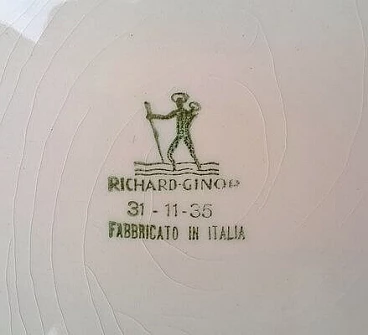 RICHARD-GINORI
31-11-35
FABBRICATO IN ITALIA